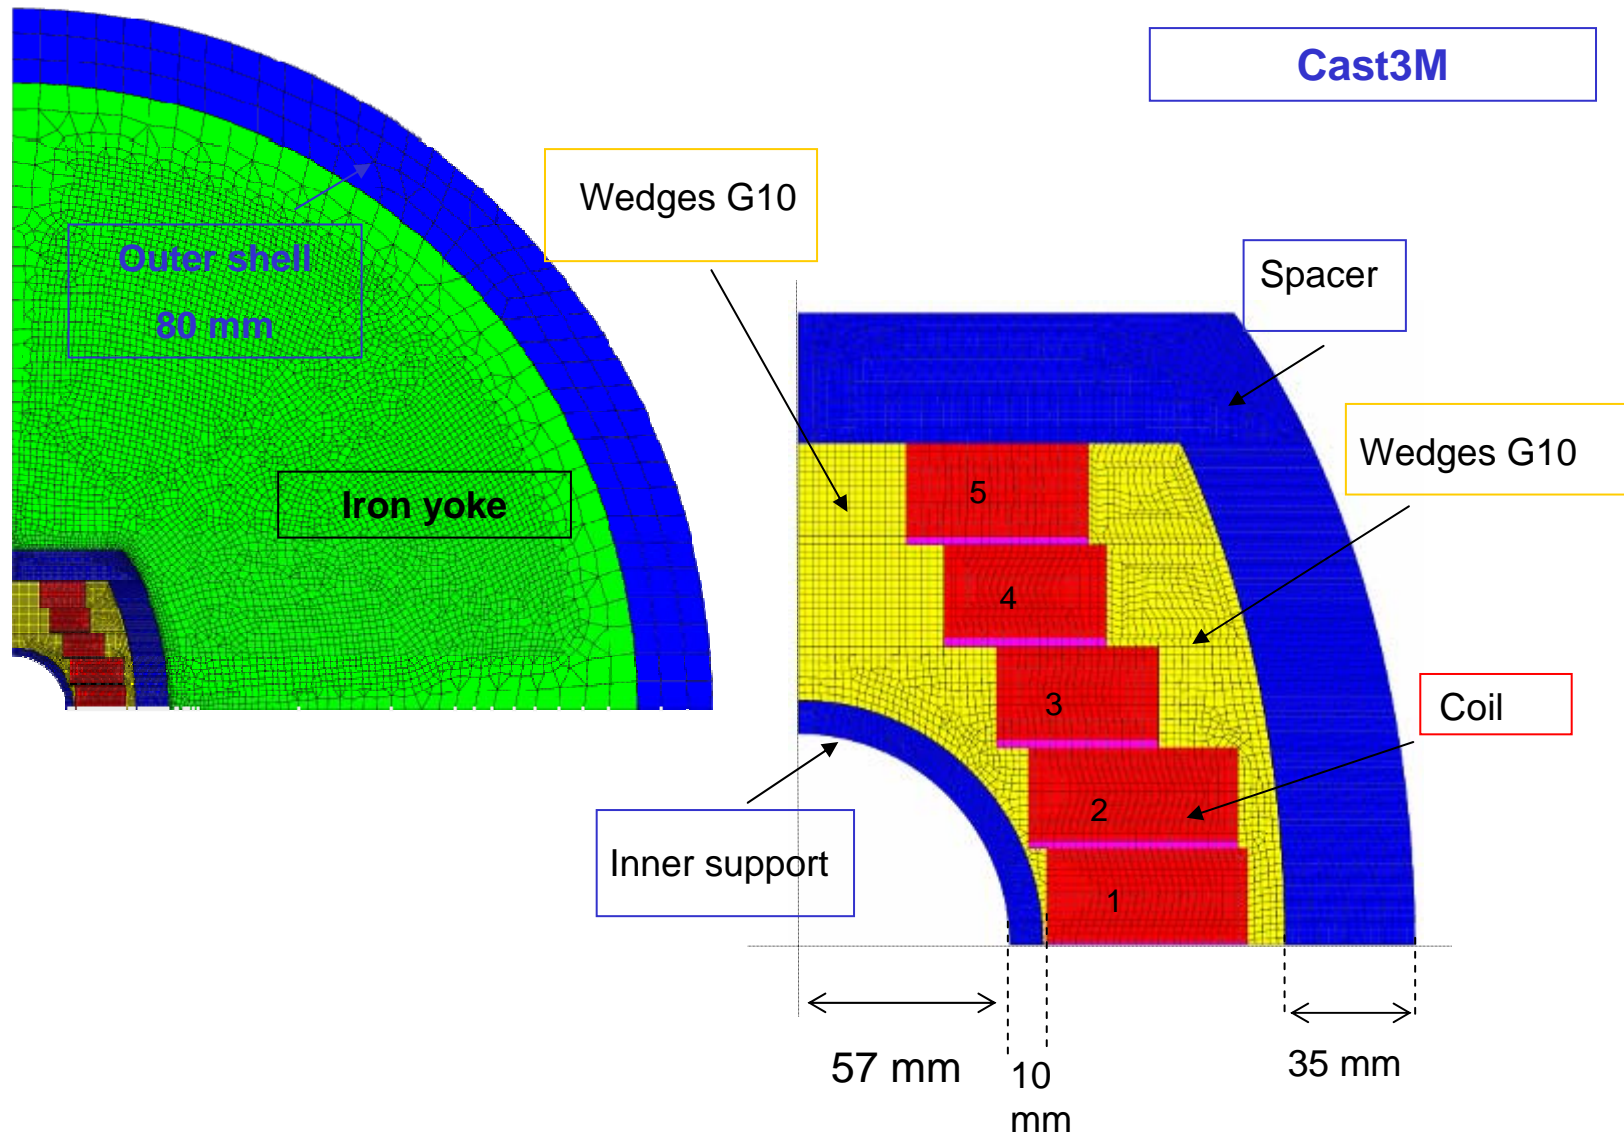 Cast3M
Wedges G10
Outer shell
80 mm
Spacer
Wedges G10
Iron yoke
5
4
3
Coil
2
Inner support
1
57 mm
10
mm
35 mm